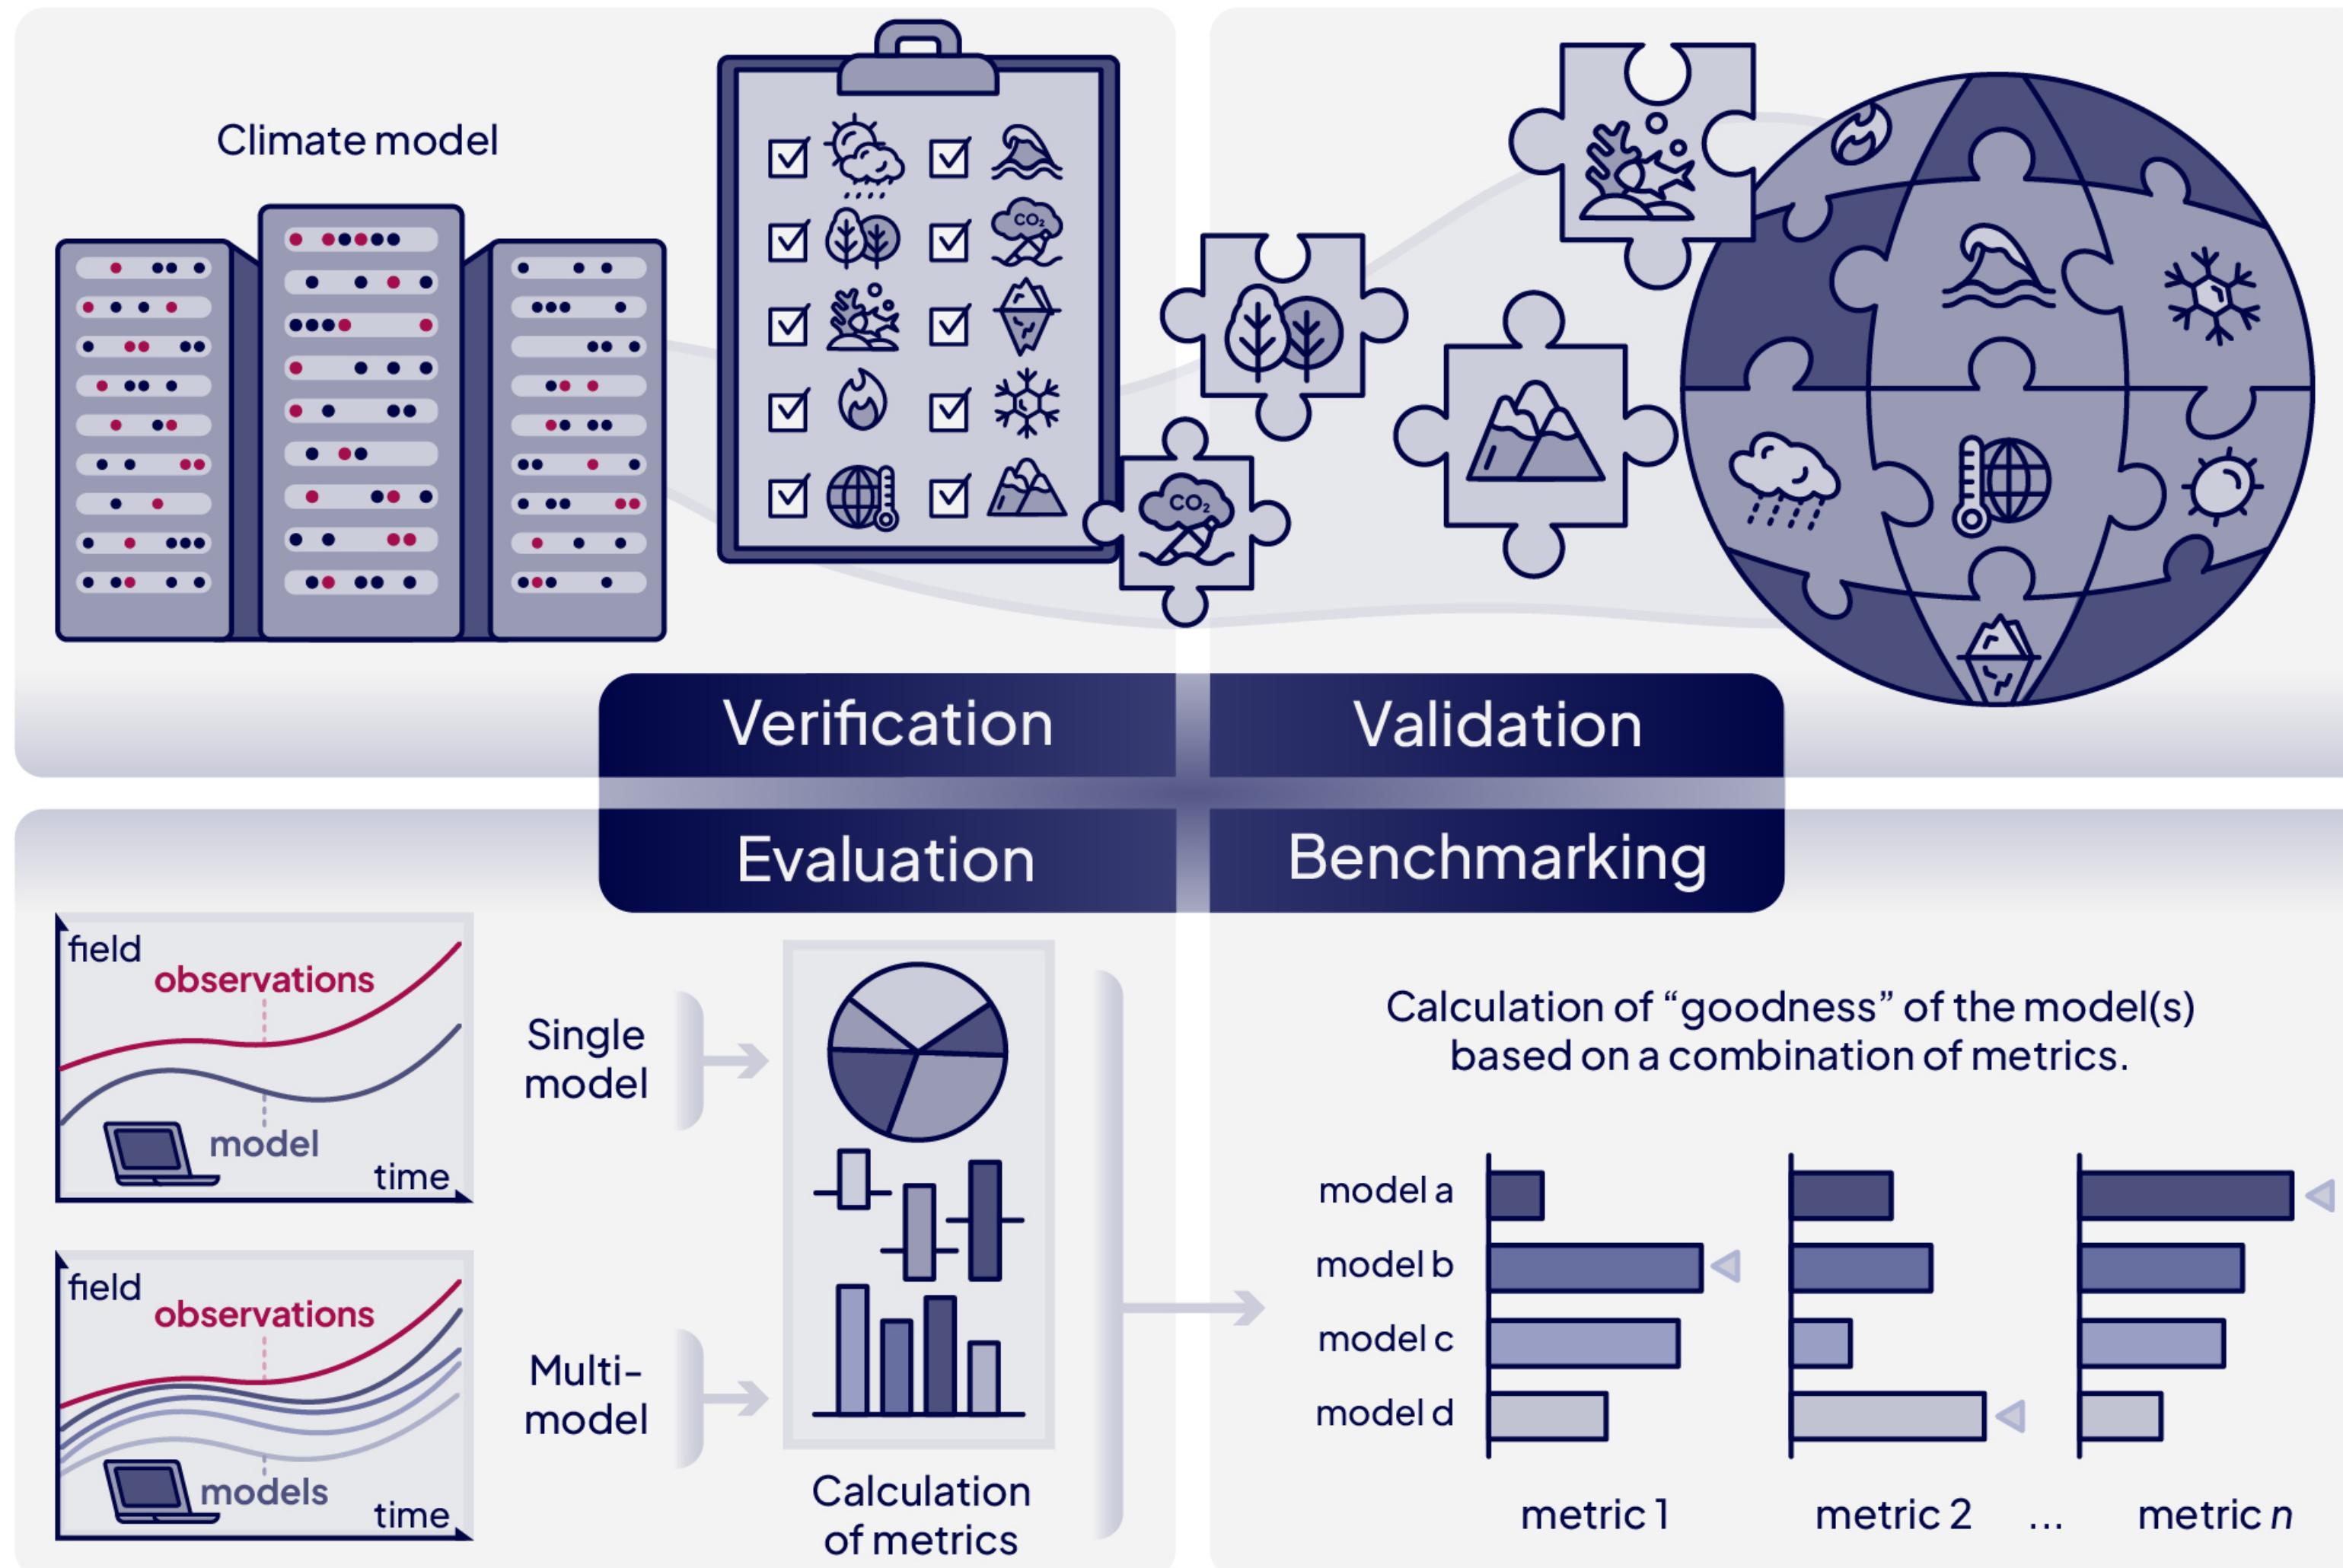 Climate model
CO₂
CO₂
Verification
Validation
Evaluation
Benchmarking
field
observations
model
time
Single
model
field
observations
models
time
Multi-
model
Calculation
of metrics
Calculation of “goodness” of the model(s)
based on a combination of metrics.
model a
model b
model c
model d
metric 1
metric 2
...
metric n